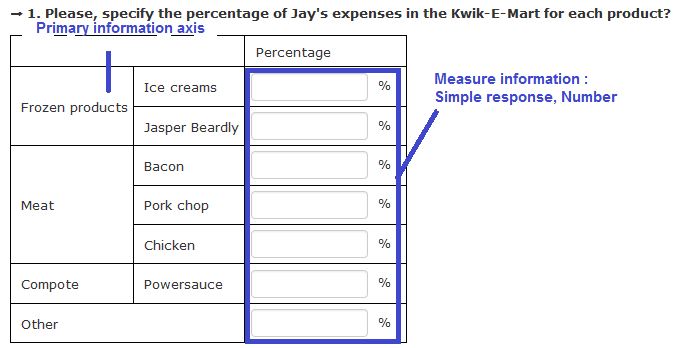 → 1. Please, specify the percentage of Jay's expenses in the Kwik-E-Mart for each product?
Primary information axis
Percentage
Measure information :
Simple response, Number
Frozen products
Ice creams %
Jasper Beardly %
Meat
Bacon %
Pork chop %
Chicken %
Compote Powersauce %
Other %